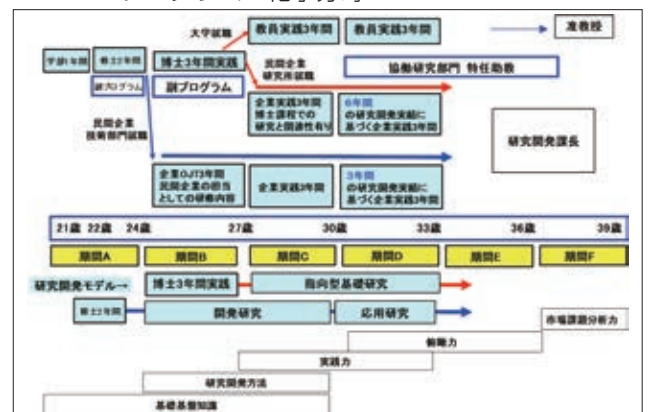 大学就職
教員実践3年間
教員実践3年間
准教授
学部1年間
修士2年間
博士3年間実践
民間企業
研究所就職
協働研究部門 特任助教
副プログラム
副プログラム
民間企業
技術部門就職
企業実践3年間
博士課程での
研究と関連性有り
6年間
の研究開発実績に
基づく企業実践3年間
研究開発課長
企業OJT3年間
民間企業の担当
としての研修内容
企業実践3年間
3年間
の研究開発実績に
基づく企業実践3年間
21歳 22歳 24歳 27歳 30歳 33歳 36歳 39歳
期間A 期間B 期間C 期間D 期間E 期間F
研究開発モデル→
博士3年間実践
指向型基礎研究
修士2年間
開発研究
応用研究
市場課題分析力
俯瞰力
実践力
研究開発方法
基礎基盤知識